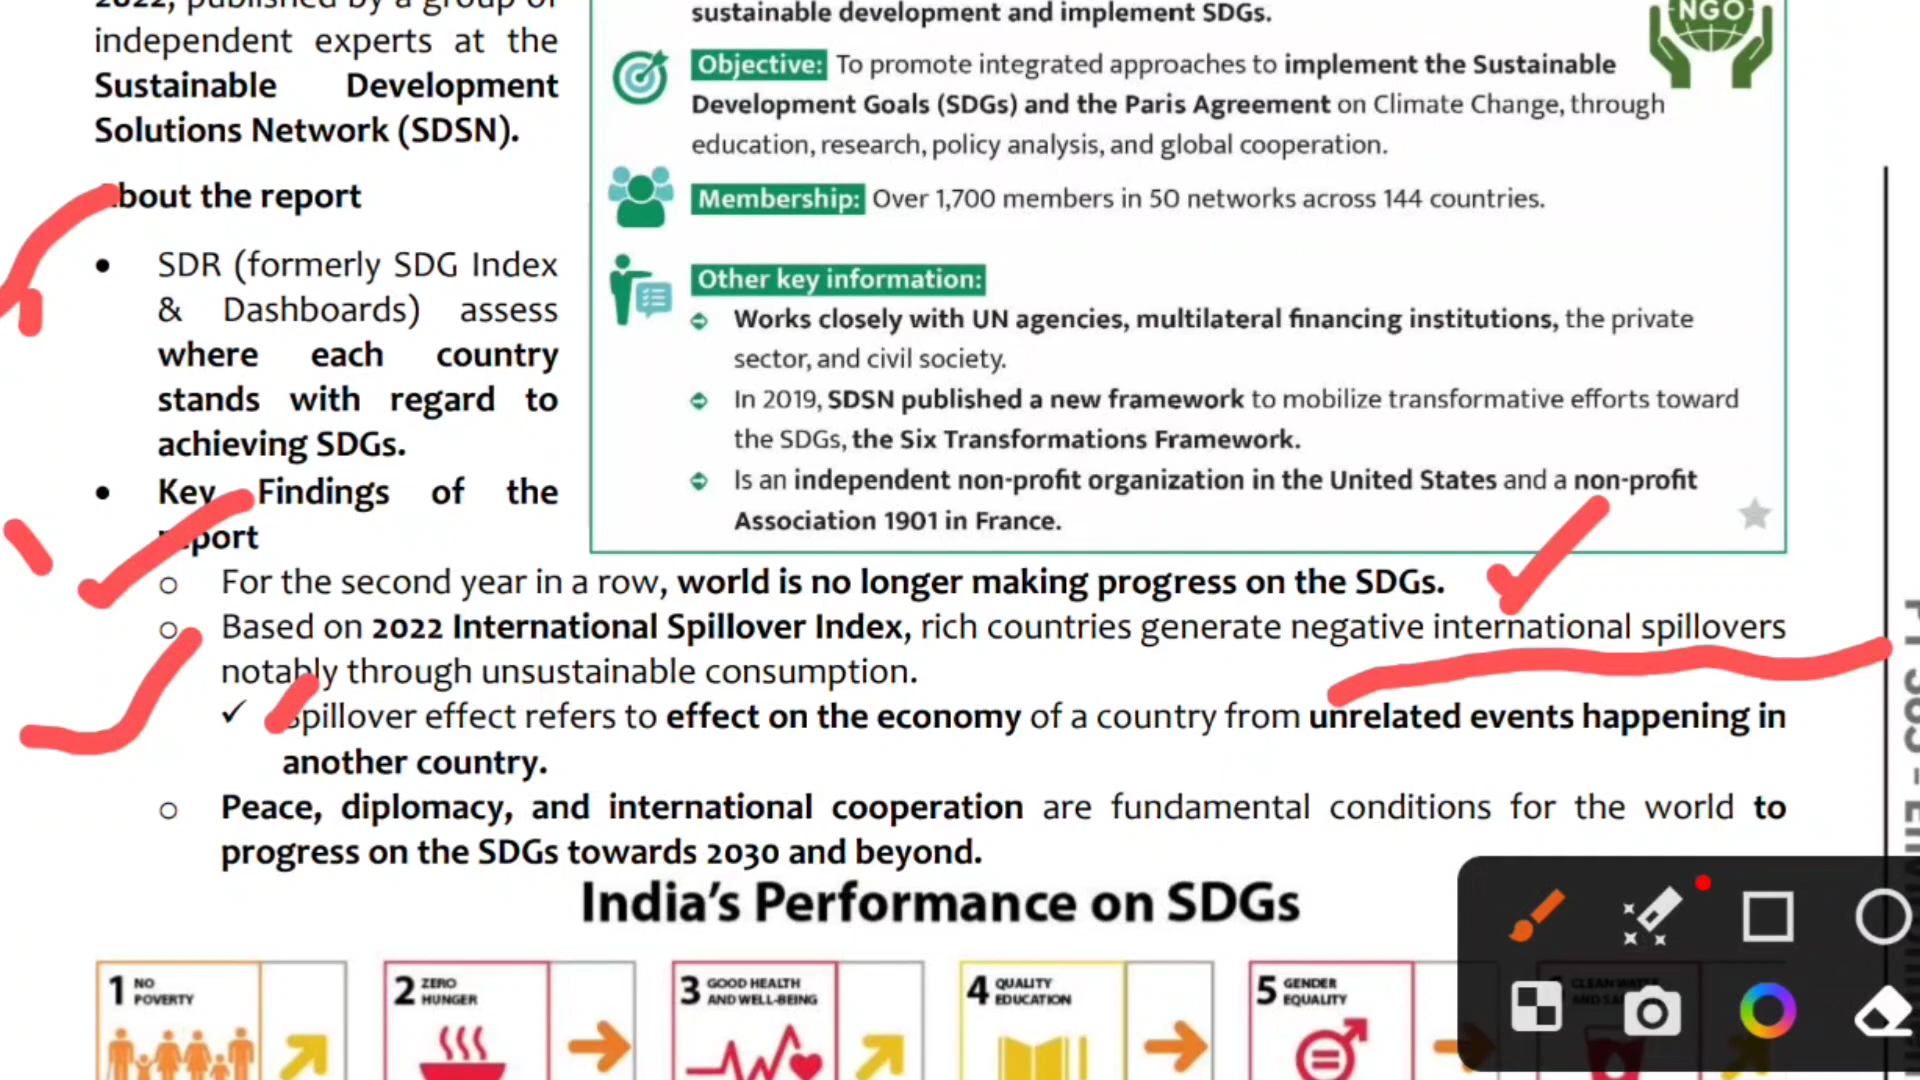 2022, published by a group of
independent experts at the
Sustainable Development
Solutions Network (SDSN).
About the report
• SDR (formerly SDG Index
& Dashboards) assess
where each country
stands with regard to
achieving SDGs.
• Key Findings of the
report
sustainable development and implement SDGs.
NGO
Objective: To promote integrated approaches to implement the Sustainable
Development Goals (SDGs) and the Paris Agreement on Climate Change, through
education, research, policy analysis, and global cooperation.
Membership: Over 1,700 members in 50 networks across 144 countries.
Other key information:
Works closely with UN agencies, multilateral financing institutions, the private
sector, and civil society.
In 2019, SDSN published a new framework to mobilize transformative efforts toward
the SDGs, the Six Transformations Framework.
Is an independent non-profit organization in the United States and a non-profit
Association 1901 in France.
o For the second year in a row, world is no longer making progress on the SDGs.
o Based on 2022 International Spillover Index, rich countries generate negative international spillovers
notably through unsustainable consumption.
✓ Spillover effect refers to effect on the economy of a country from unrelated events happening in
another country.
o Peace, diplomacy, and international cooperation are fundamental conditions for the world to
progress on the SDGs towards 2030 and beyond.
India's Performance on SDGs
1 NO
POVERTY
2 ZERO
HUNGER
3 GOOD HEALTH
AND WELL-BEING
4 QUALITY
EDUCATION
5 GENDER
EQUALITY